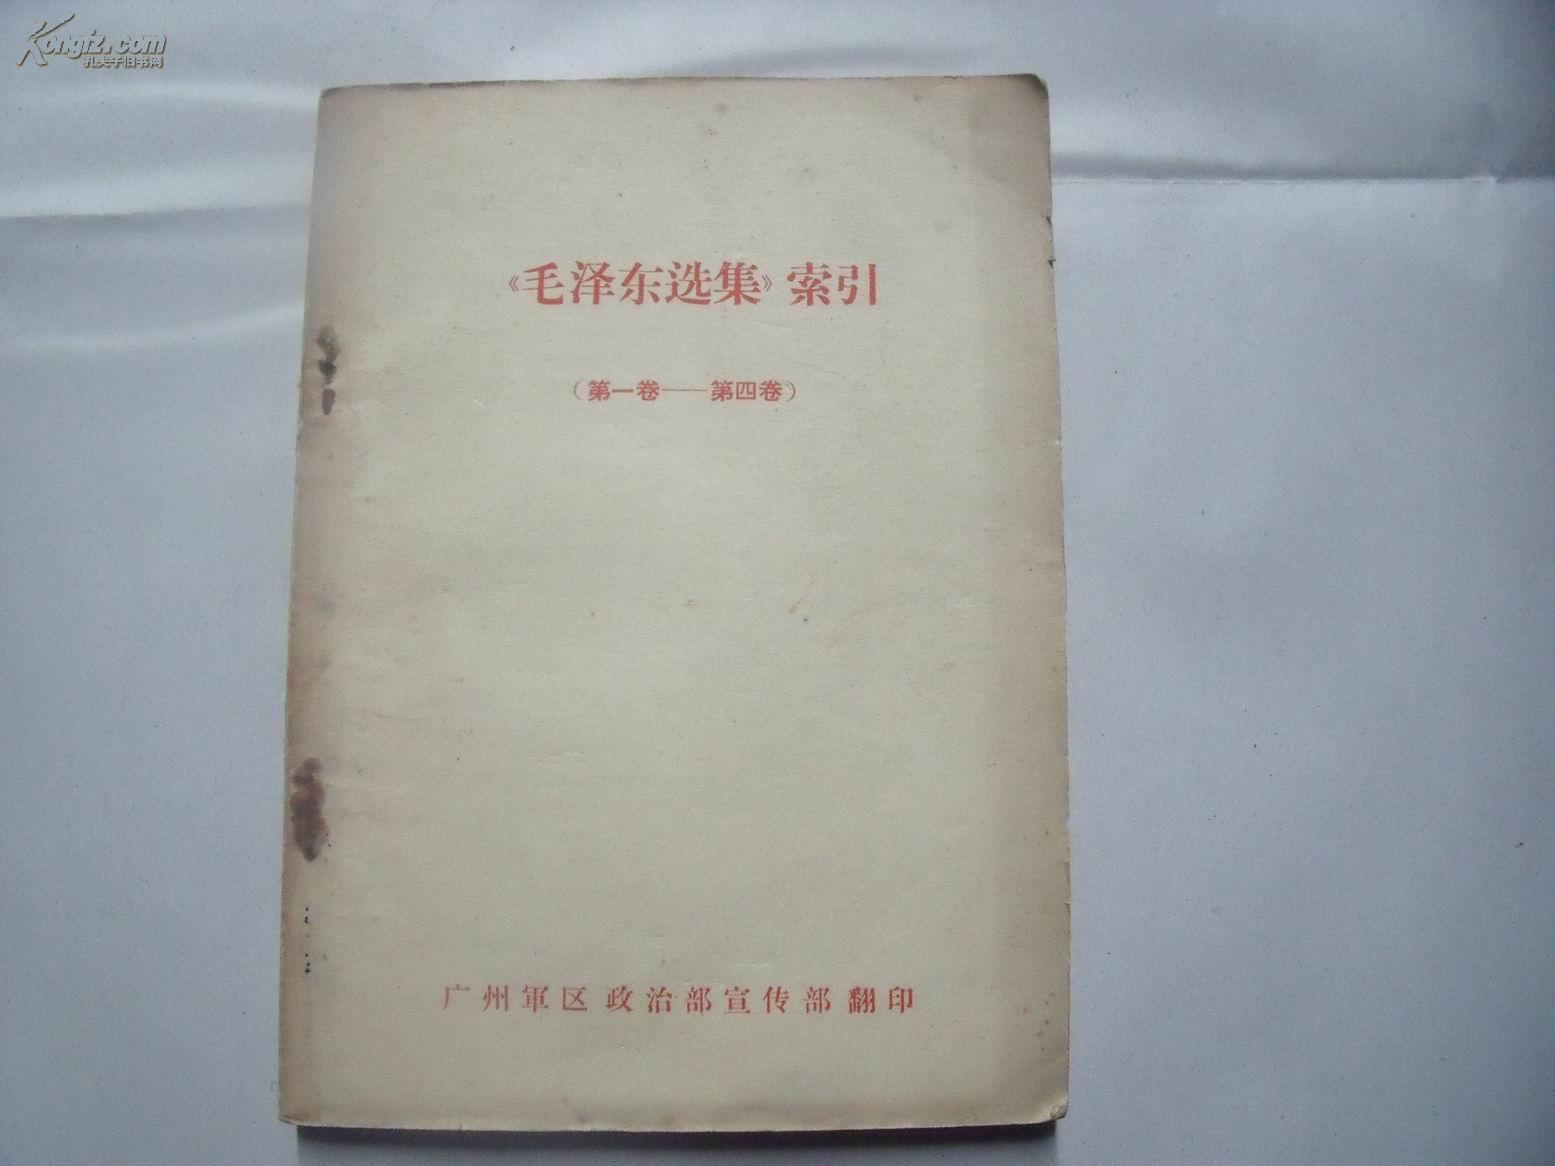 Kongfz.com
孔夫子旧书网
《毛泽东选集》索引
(第一卷——第四卷)
广州軍区政治部宣传部翻印